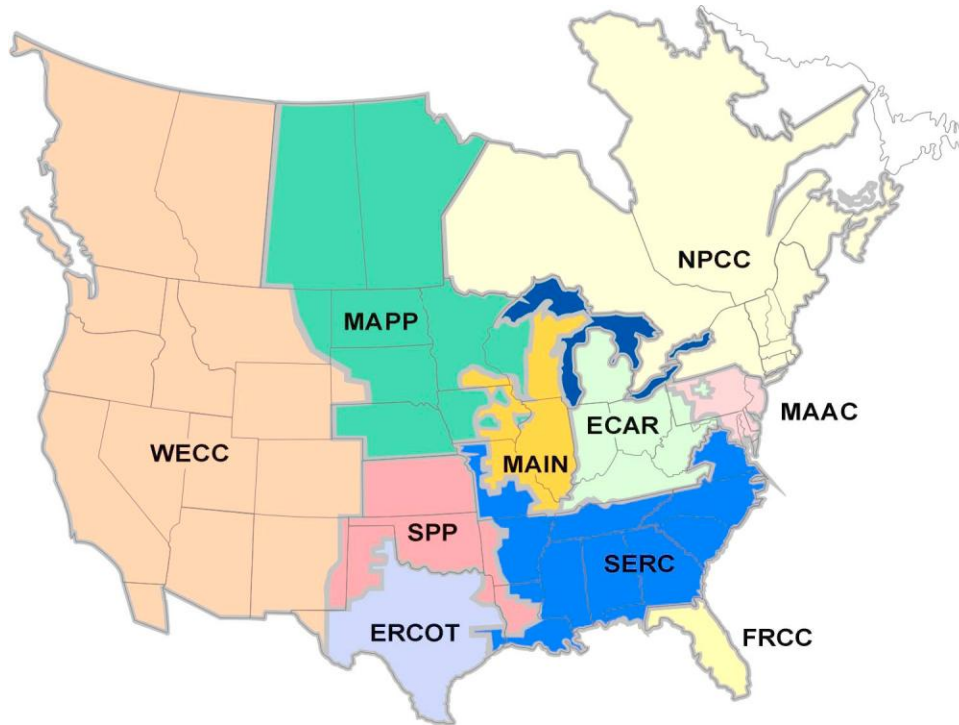 NPCC
MAPP
MAAC
ECAR
WECC
MAIN
SPP
SERC
ERCOT
FRCC